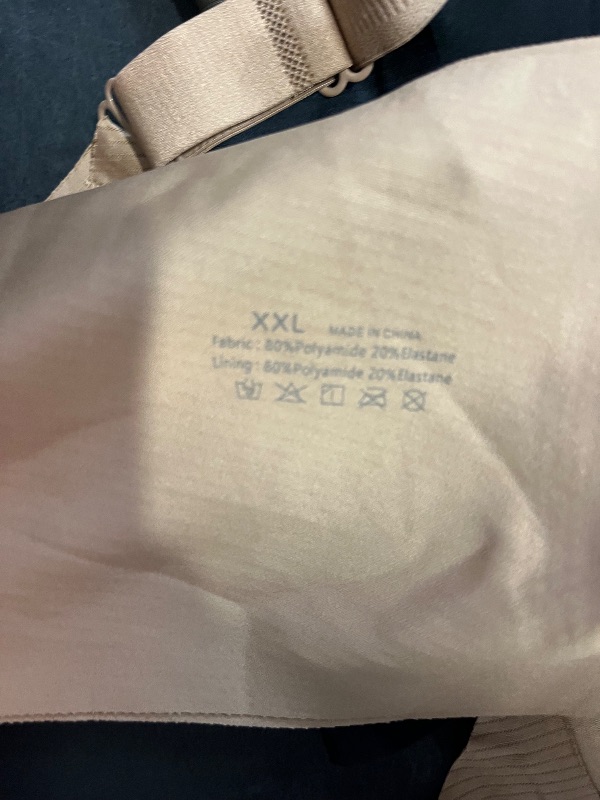 XXL MADE IN CHINA
Fabric : 80%Polyamide 20%Elastane
Lining : 80%Polyamide 20%Elastane